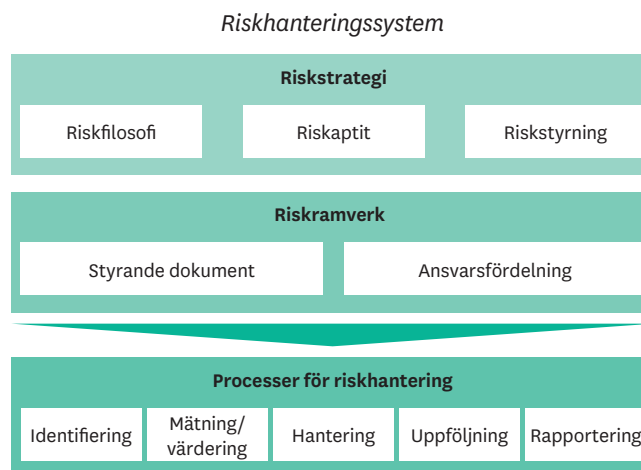 Riskhanteringssystem
Riskstrategi
Riskfilosofi
Riskaptit
Riskstyrning
Riskramverk
Styrande dokument
Ansvarsfördelning
Processer för riskhantering
Identifiering
Mätning/
värdering
Hantering
Uppföljning
Rapportering